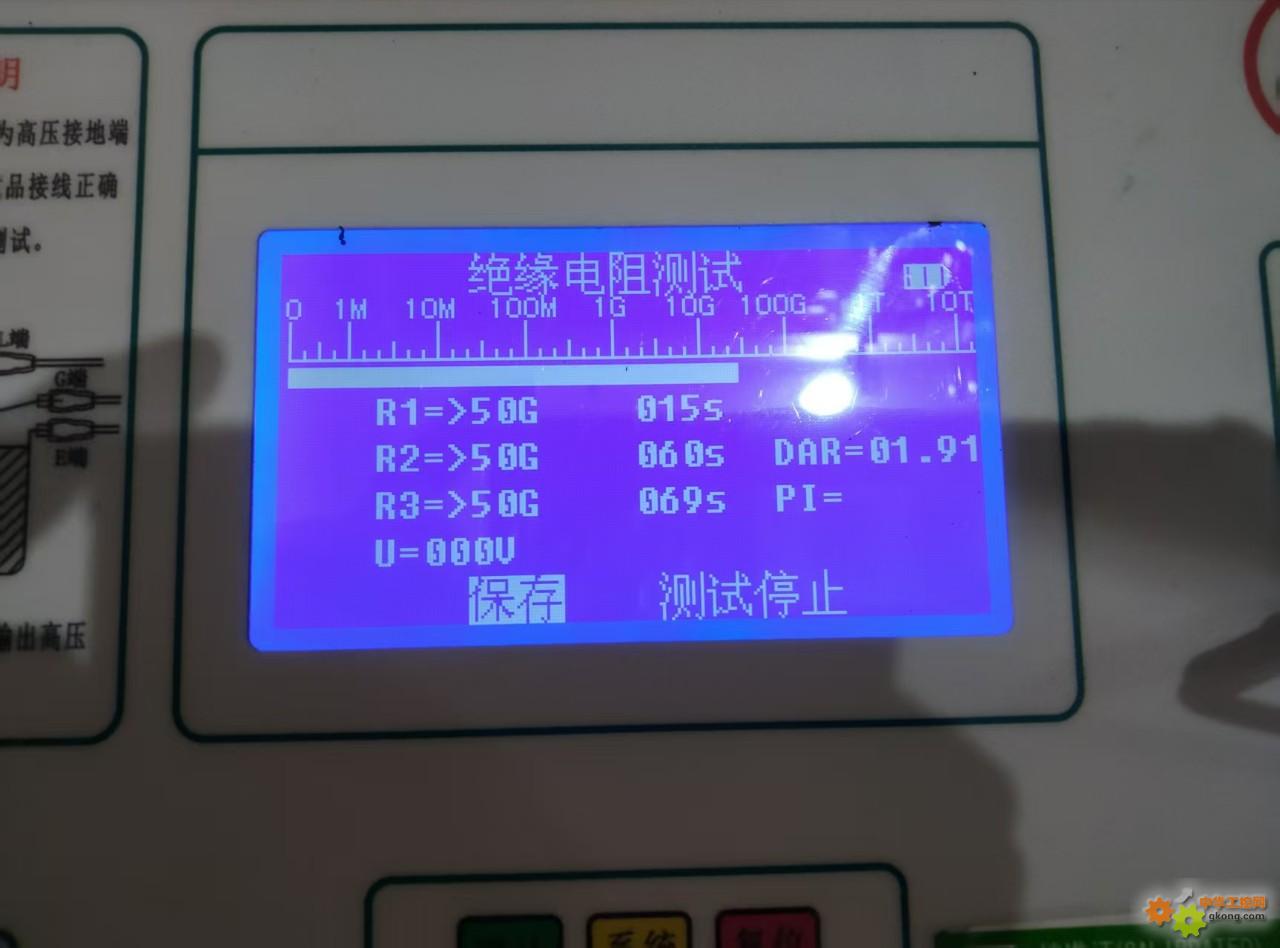 明
为高压接地端
品接线正确
测试。
L端
G端
E端
输出高压
绝缘电阻测试
0 1M 10M 100M 1G 10G 100G 1T 10T
R1=>50G 015s
R2=>50G 060s DAR=01.91
R3=>50G 069s PI=
U=000V
保存 测试停止
系统
中华工控网
gkong.com